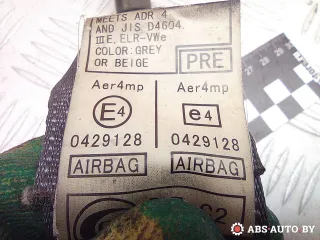 MEETS ADR 4
AND JIS D4604.
IIIE, ELR-VWe
COLOR:GREY
OR BEIGE
PRE
Aer4mp Aer4mp
E4 e4
0429128 0429128
AIRBAG AIRBAG
ABS AUTO BY